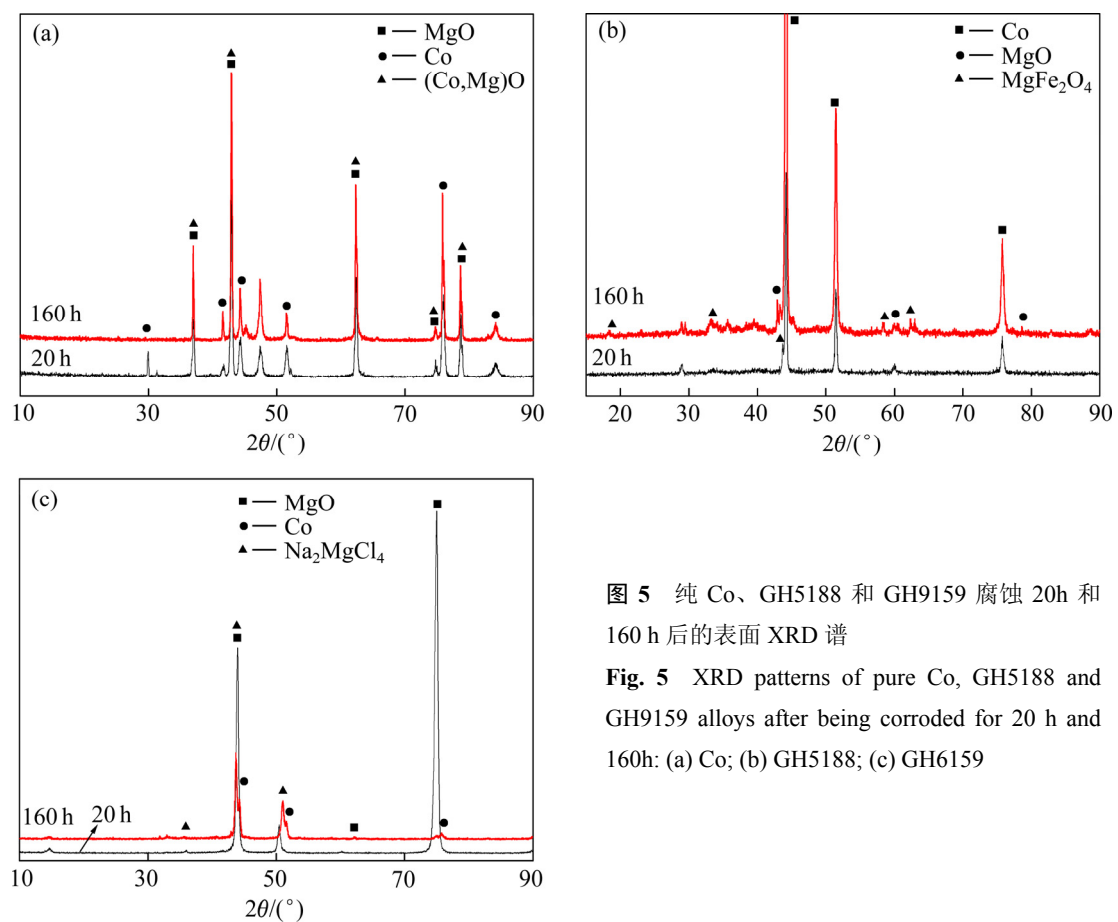 (a)
■ — MgO
● — Co
▲ — (Co,Mg)O
160 h
20 h
10 30 50 70 90
2θ/(°)
(b)
■ — Co
● — MgO
▲ — MgFe₂O₄
160 h
20 h
20 30 40 50 60 70 80 90
2θ/(°)
(c)
■ — MgO
● — Co
▲ — Na₂MgCl₄
160 h 20 h
10 30 50 70 90
2θ/(°)
图 5 纯 Co、GH5188 和 GH9159 腐蚀 20h 和
160 h 后的表面 XRD 谱
Fig. 5 XRD patterns of pure Co, GH5188 and
GH9159 alloys after being corroded for 20 h and
160h: (a) Co; (b) GH5188; (c) GH6159